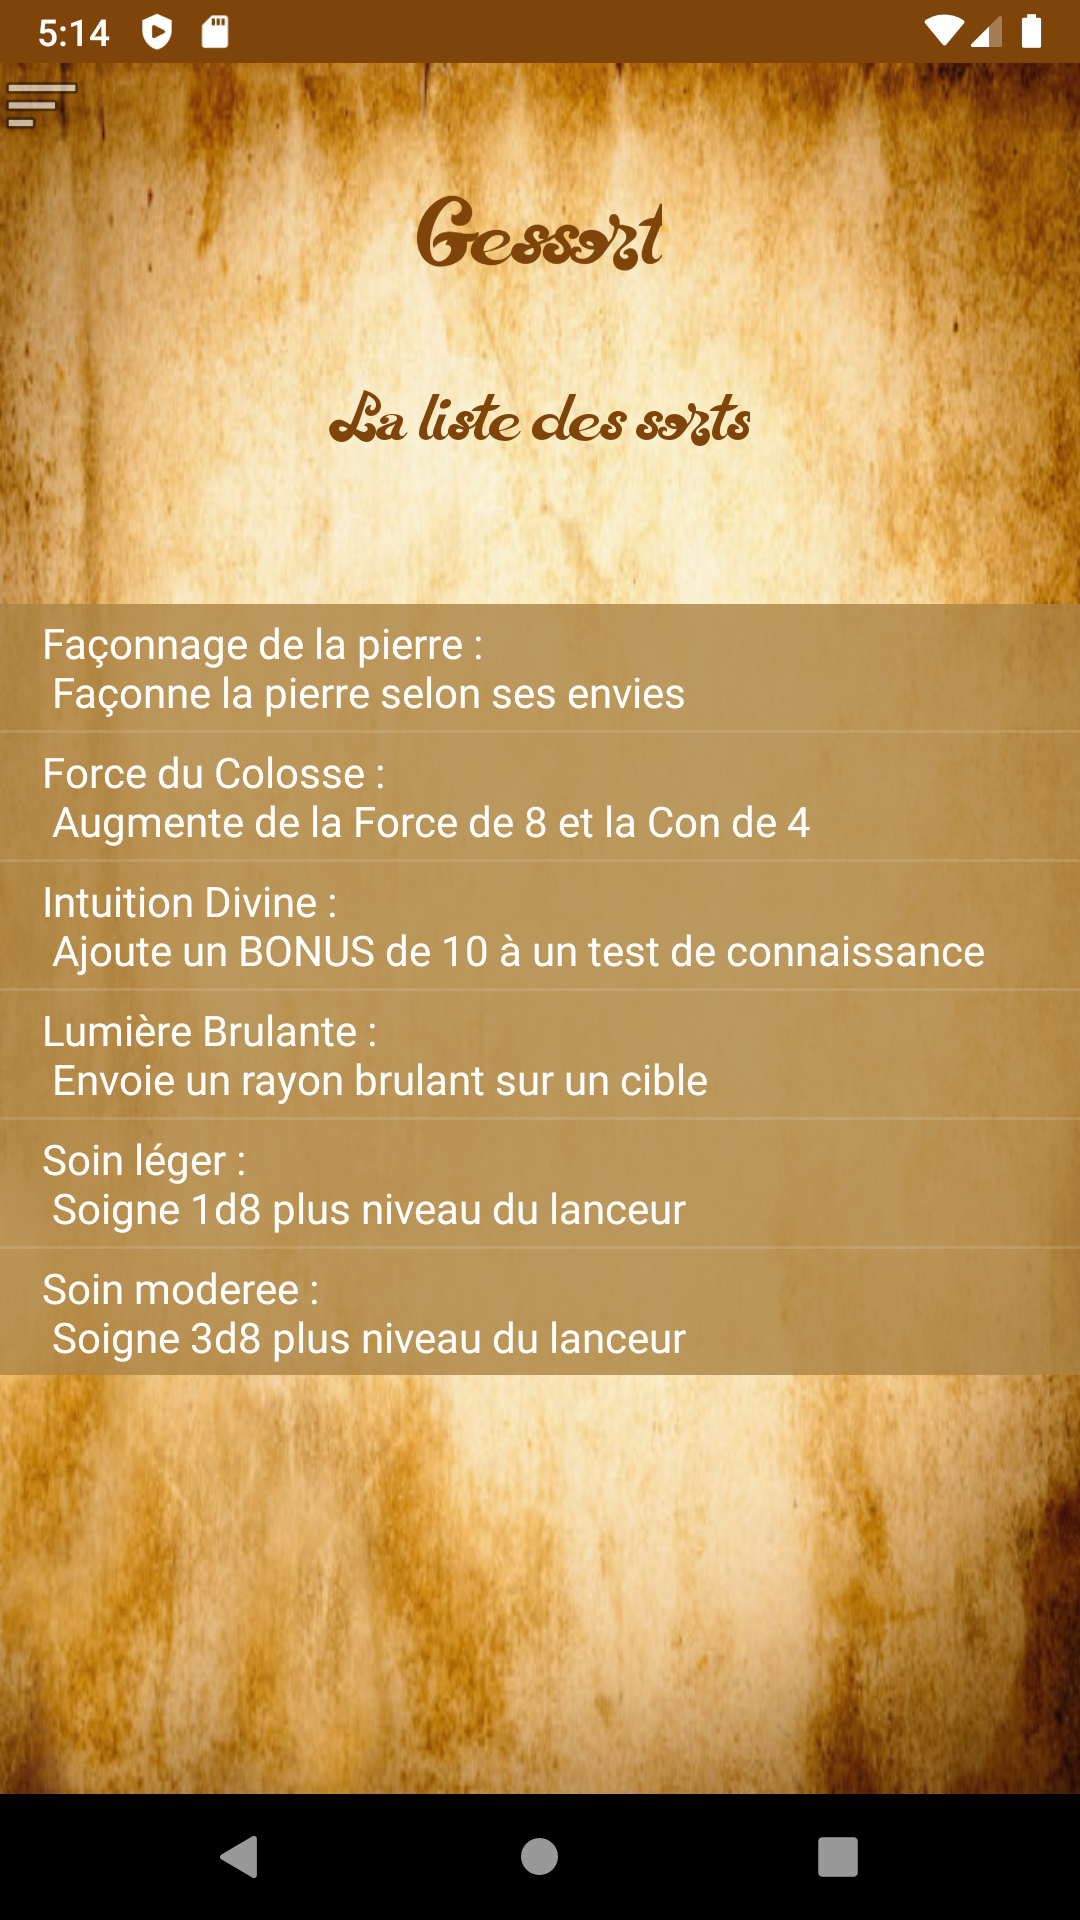 5:14
Gessort
La liste des sorts
Façonnage de la pierre :
Façonne la pierre selon ses envies
Force du Colosse :
Augmente de la Force de 8 et la Con de 4
Intuition Divine :
Ajoute un BONUS de 10 à un test de connaissance
Lumière Brulante :
Envoie un rayon brulant sur un cible
Soin léger :
Soigne 1d8 plus niveau du lanceur
Soin moderee :
Soigne 3d8 plus niveau du lanceur